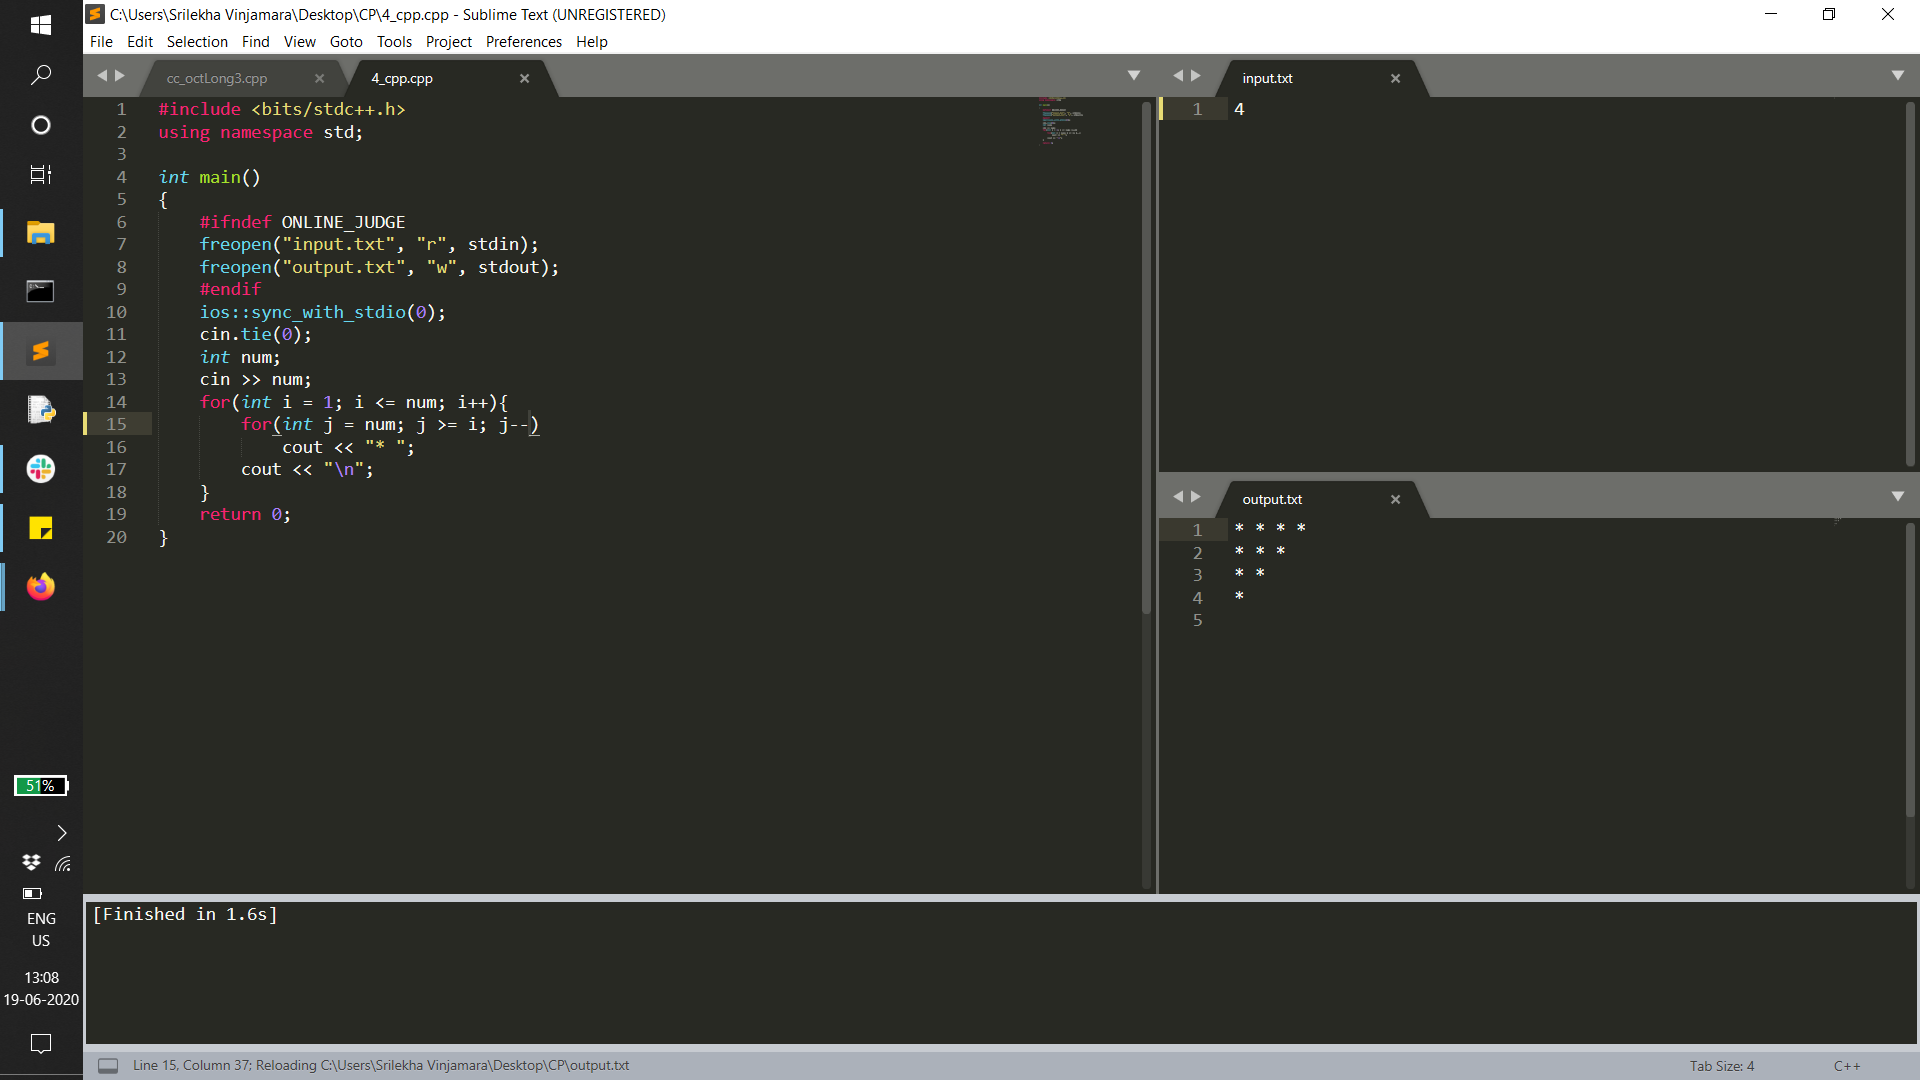 C:\Users\Srilekha Vinjamara\Desktop\CP\4_cpp.cpp - Sublime Text (UNREGISTERED)
File Edit Selection Find View Goto Tools Project Preferences Help
cc_octLong3.cpp 4_cpp.cpp
1 #include <bits/stdc++.h>
2 using namespace std;
3
4 int main()
5 {
6 #ifndef ONLINE_JUDGE
7 freopen("input.txt", "r", stdin);
8 freopen("output.txt", "w", stdout);
9 #endif
10 ios::sync_with_stdio(0);
11 cin.tie(0);
12 int num;
13 cin >> num;
14 for(int i = 1; i <= num; i++){
15 for(int j = num; j >= i; j--)
16 cout << "* ";
17 cout << "\n";
18 }
19 return 0;
20 }
input.txt
1 4
output.txt
1 * * * *
2 * * *
3 * *
4 *
5
[Finished in 1.6s]
Line 15, Column 37; Reloading C:\Users\Srilekha Vinjamara\Desktop\CP\output.txt
Tab Size: 4
C++
51%
ENG
US
13:08
19-06-2020